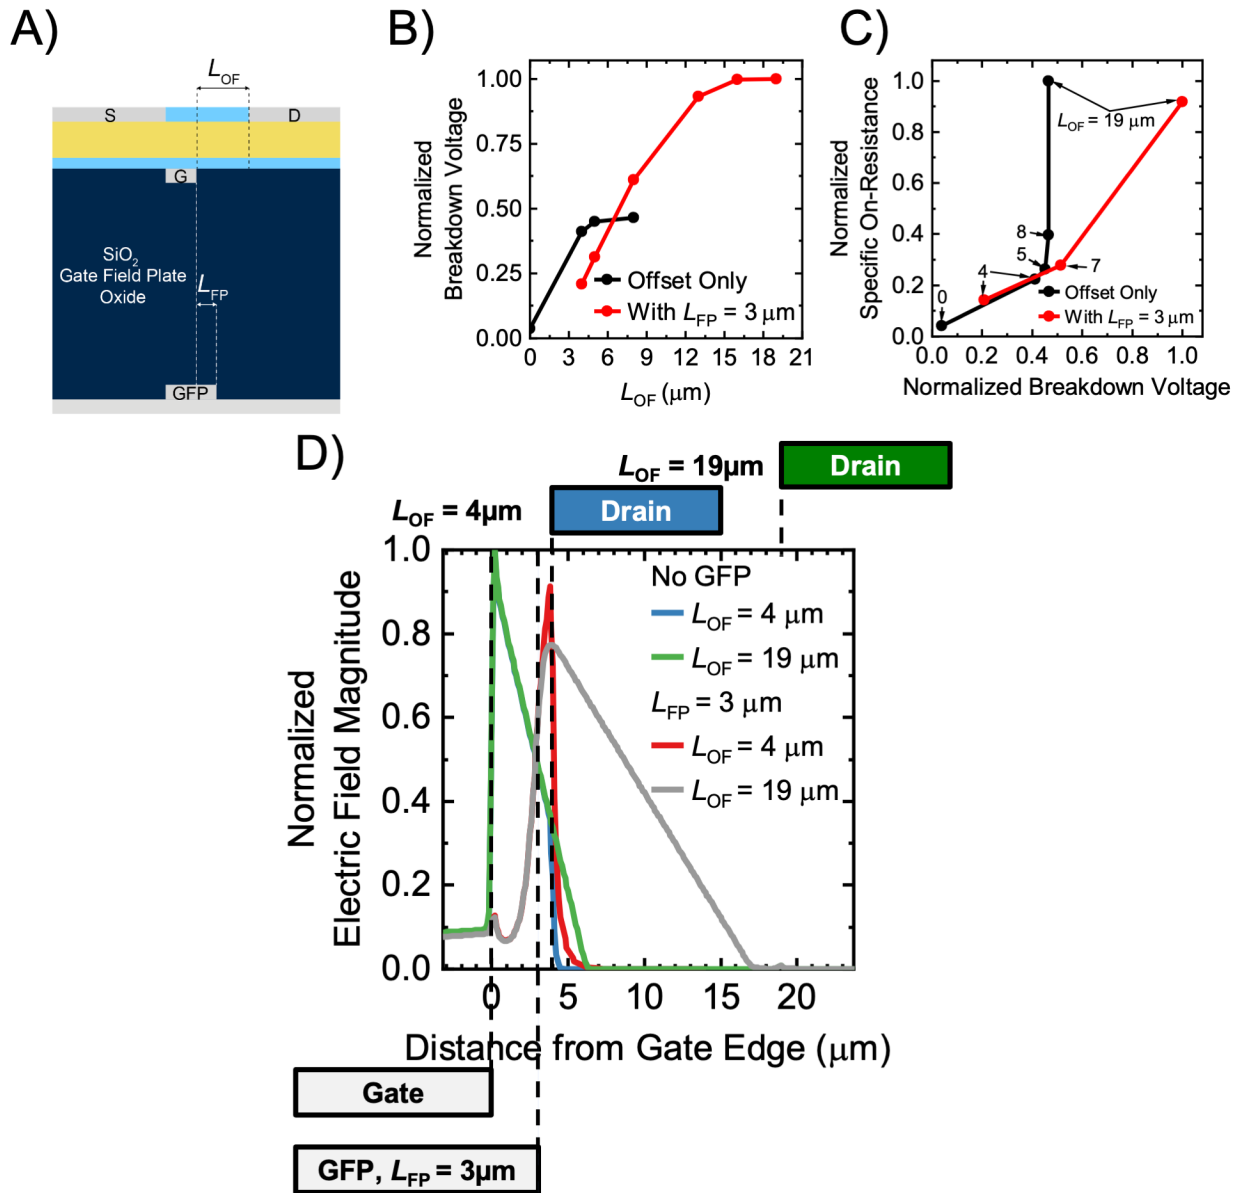 A)
L_OF
S
D
G
SiO₂
Gate Field Plate
Oxide
L_FP
GFP
B)
Normalized
Breakdown Voltage
1.00
0.75
0.50
0.25
0.00
Offset Only
With L_FP = 3 μm
0 3 6 9 12 15 18 21
L_OF (μm)
C)
Normalized
Specific On-Resistance
1.0
0.8
0.6
0.4
0.2
0.0
L_OF = 19 μm
8
5
4
7
0
Offset Only
With L_FP = 3 μm
0.0 0.2 0.4 0.6 0.8 1.0
Normalized Breakdown Voltage
D)
L_OF = 19μm
Drain
L_OF = 4μm
Drain
Normalized
Electric Field Magnitude
1.0
0.8
0.6
0.4
0.2
0.0
No GFP
L_OF = 4 μm
L_OF = 19 μm
L_FP = 3 μm
L_OF = 4 μm
L_OF = 19 μm
0 5 10 15 20
Distance from Gate Edge (μm)
Gate
GFP, L_FP = 3μm